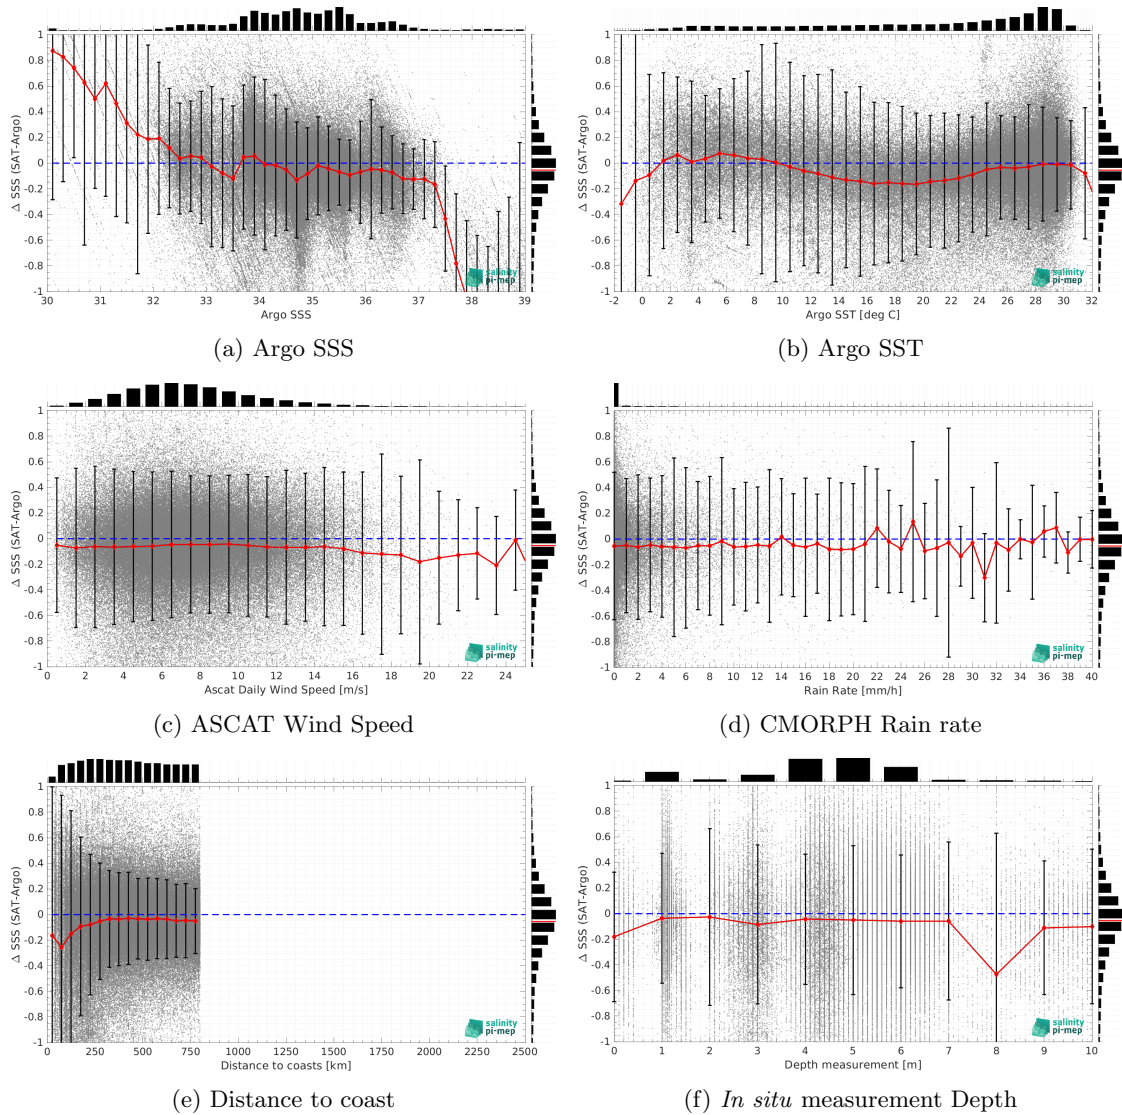 1
0.8
0.6
0.4
0.2
0
-0.2
-0.4
-0.6
-0.8
-1
Δ SSS (SAT-Argo)
30 31 32 33 34 35 36 37 38 39
Argo SSS
salinity
pi-mep
(a) Argo SSS
1
0.8
0.6
0.4
0.2
0
-0.2
-0.4
-0.6
-0.8
-1
Δ SSS (SAT-Argo)
-2 0 2 4 6 8 10 12 14 16 18 20 22 24 26 28 30 32
Argo SST [deg C]
salinity
pi-mep
(b) Argo SST
1
0.8
0.6
0.4
0.2
0
-0.2
-0.4
-0.6
-0.8
-1
Δ SSS (SAT-Argo)
0 2 4 6 8 10 12 14 16 18 20 22 24
Ascat Daily Wind Speed [m/s]
salinity
pi-mep
(c) ASCAT Wind Speed
1
0.8
0.6
0.4
0.2
0
-0.2
-0.4
-0.6
-0.8
-1
Δ SSS (SAT-Argo)
0 2 4 6 8 10 12 14 16 18 20 22 24 26 28 30 32 34 36 38 40
Rain Rate [mm/h]
salinity
pi-mep
(d) CMORPH Rain rate
1
0.8
0.6
0.4
0.2
0
-0.2
-0.4
-0.6
-0.8
-1
Δ SSS (SAT-Argo)
0 250 500 750 1000 1250 1500 1750 2000 2250 2500
Distance to coasts [km]
salinity
pi-mep
(e) Distance to coast
1
0.8
0.6
0.4
0.2
0
-0.2
-0.4
-0.6
-0.8
-1
Δ SSS (SAT-Argo)
0 1 2 3 4 5 6 7 8 9 10
Depth measurement [m]
salinity
pi-mep
(f) In situ measurement Depth